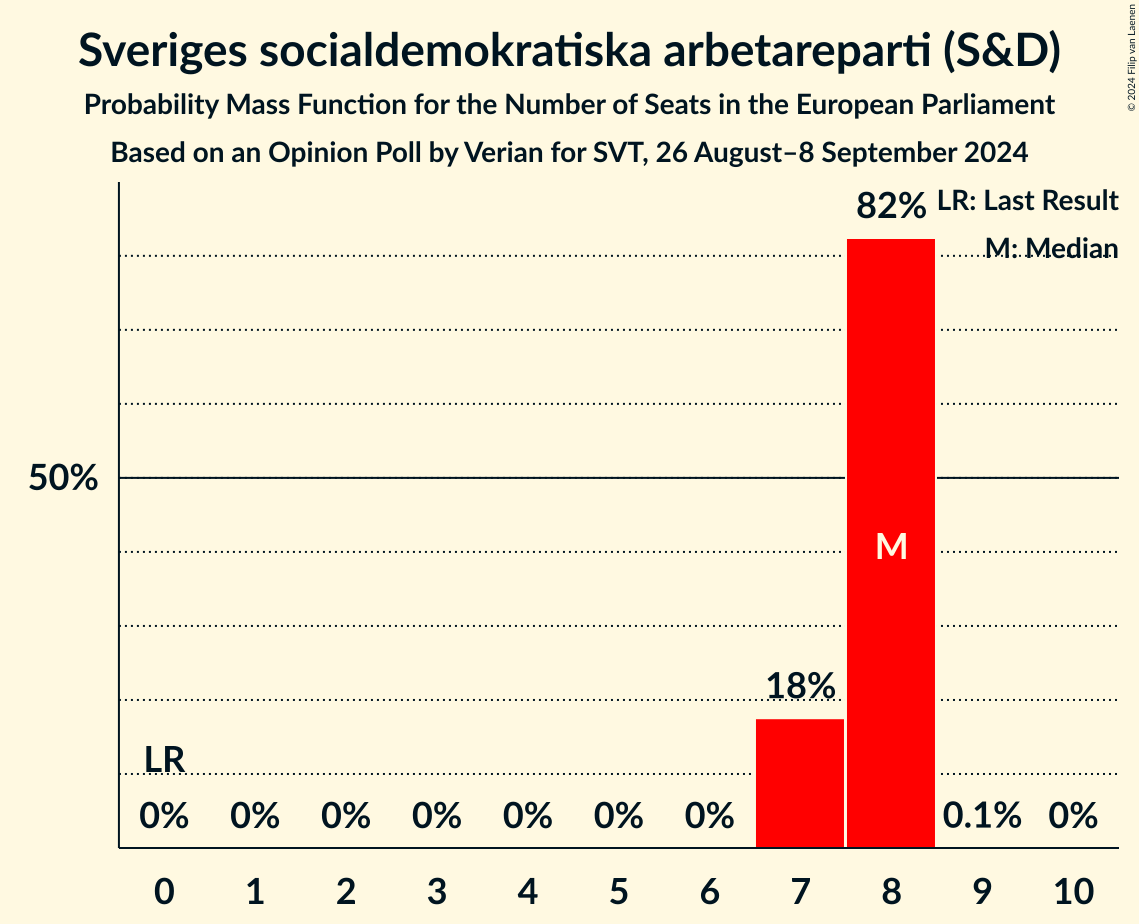 Sveriges socialdemokratiska arbetareparti (S&D)
Probability Mass Function for the Number of Seats in the European Parliament
Based on an Opinion Poll by Verian for SVT, 26 August–8 September 2024
© 2024 Filip van Laenen
82%
LR: Last Result
M: Median
50%
M
18%
LR
0% 0% 0% 0% 0% 0% 0% 0.1% 0%
0 1 2 3 4 5 6 7 8 9 10